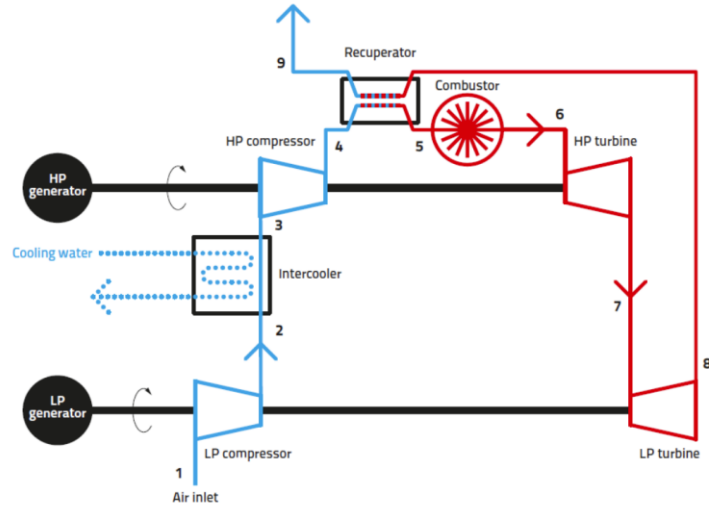 9
Recuperator
Combustor
6
HP compressor
4
5
HP turbine
HP
generator
3
Cooling water
Intercooler
7
2
8
LP
generator
LP compressor
LP turbine
1
Air inlet